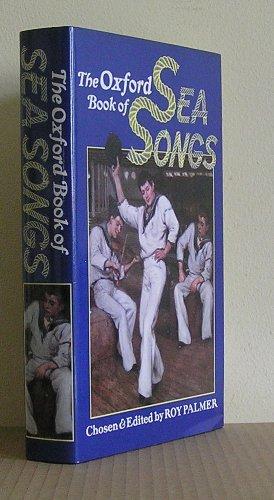 The Oxford
Book of
SEA
SONGS
Chosen & Edited by ROY PALMER
The Oxford Book of
SEA SONGS